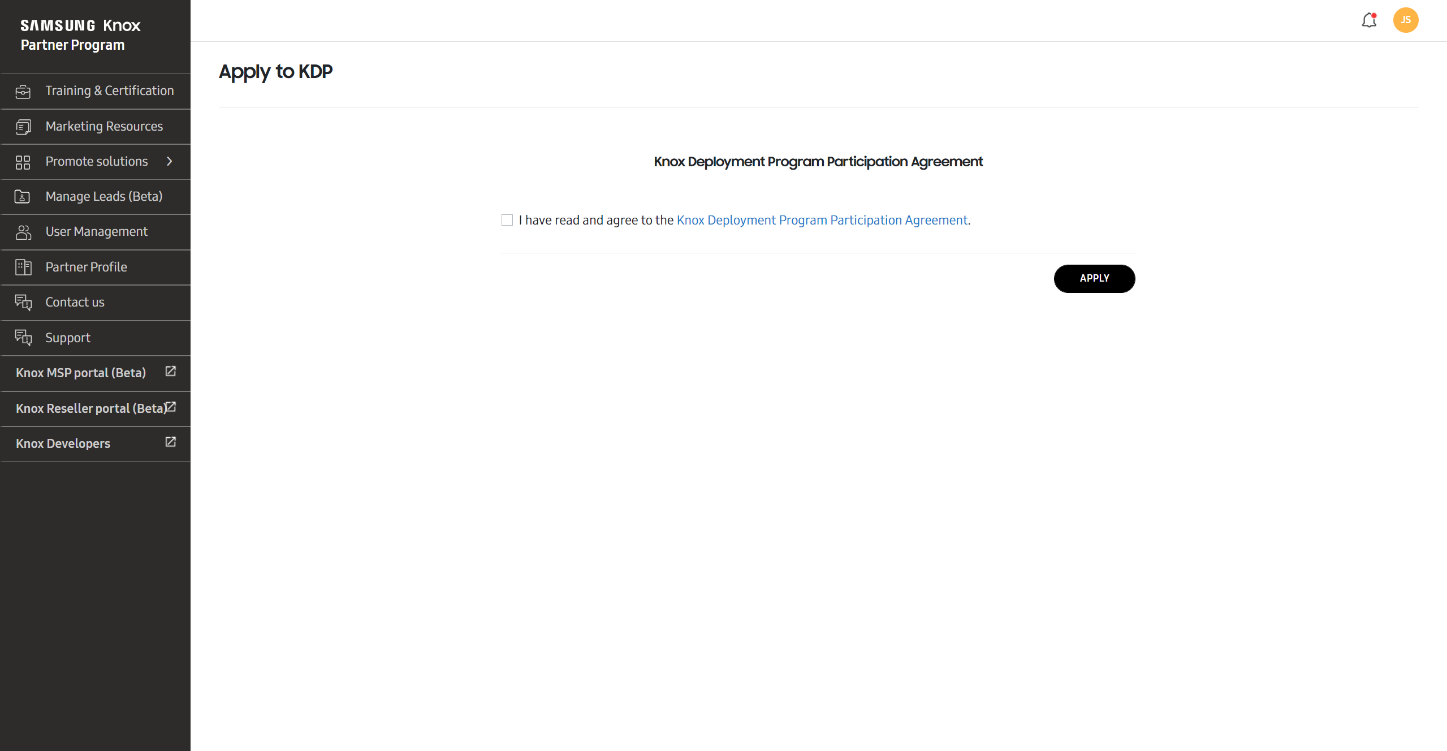 SAMSUNG Knox
Partner Program
Training & Certification
Marketing Resources
Promote solutions
Manage Leads (Beta)
User Management
Partner Profile
Contact us
Support
Knox MSP portal (Beta)
Knox Reseller portal (Beta)
Knox Developers
JS
Apply to KDP
Knox Deployment Program Participation Agreement
I have read and agree to the Knox Deployment Program Participation Agreement.
APPLY